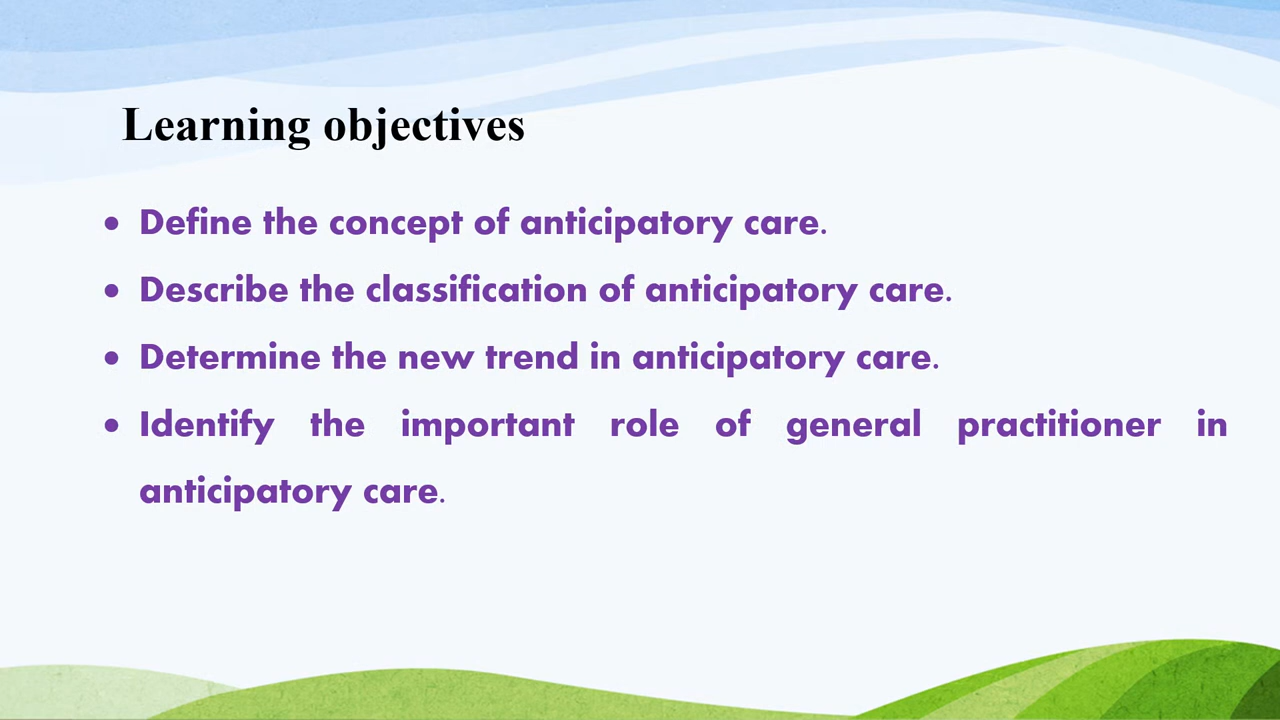 Learning objectives
• Define the concept of anticipatory care.
• Describe the classification of anticipatory care.
• Determine the new trend in anticipatory care.
• Identify the important role of general practitioner in
anticipatory care.